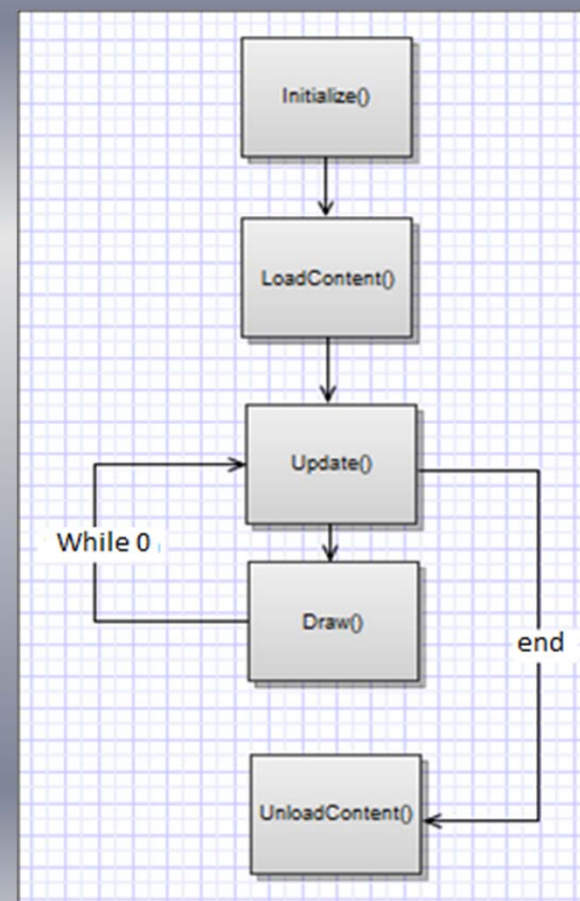 Initialize()
LoadContent()
Update()
While 0
Draw()
end
UnloadContent()